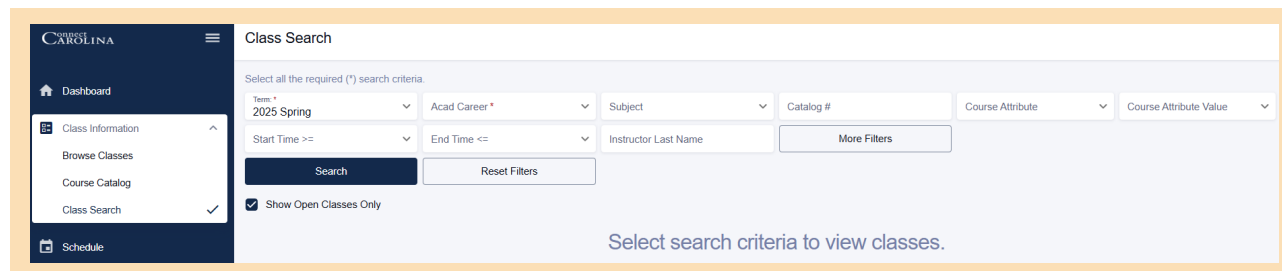 Connect Carolina
Class Search
Select all the required (*) search criteria.
Dashboard
Term: *
2025 Spring
Acad Career *
Subject
Catalog #
Course Attribute
Course Attribute Value
Class Information
Start Time >=
End Time <=
Instructor Last Name
More Filters
Browse Classes
Search
Reset Filters
Course Catalog
Class Search
Show Open Classes Only
Schedule
Select search criteria to view classes.